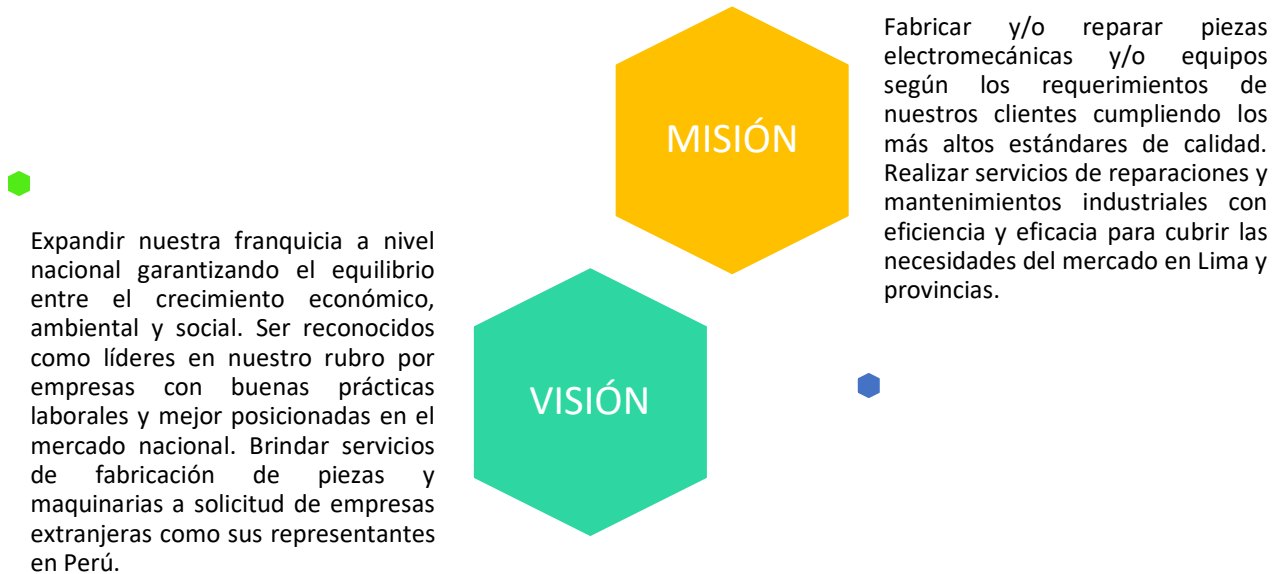 MISIÓN
Fabricar y/o reparar piezas
electromecánicas y/o equipos
según los requerimientos de
nuestros clientes cumpliendo los
más altos estándares de calidad.
Realizar servicios de reparaciones y
mantenimientos industriales con
eficiencia y eficacia para cubrir las
necesidades del mercado en Lima y
provincias.
VISIÓN
Expandir nuestra franquicia a nivel
nacional garantizando el equilibrio
entre el crecimiento económico,
ambiental y social. Ser reconocidos
como líderes en nuestro rubro por
empresas con buenas prácticas
laborales y mejor posicionadas en el
mercado nacional. Brindar servicios
de fabricación de piezas y
maquinarias a solicitud de empresas
extranjeras como sus representantes
en Perú.